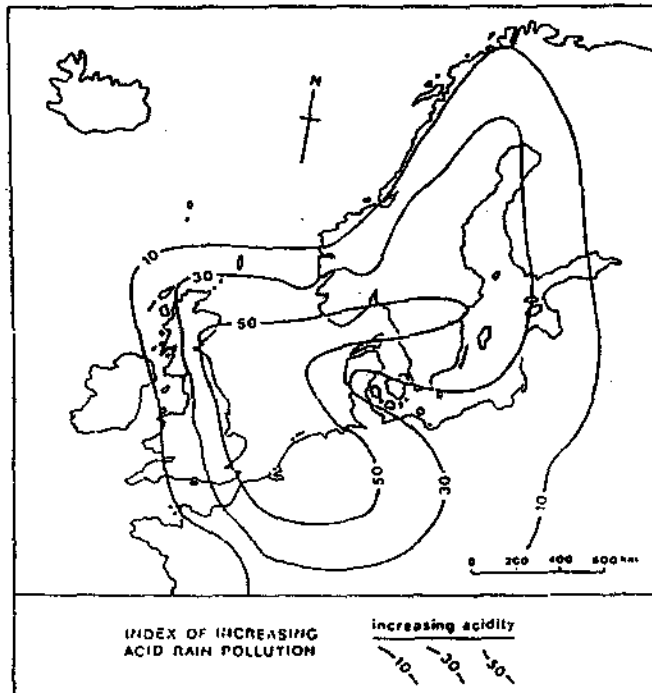 N
10
30
50
50
30
10
0 200 400 600 km
INDEX OF INCREASING
ACID RAIN POLLUTION
increasing acidity
10 30 50